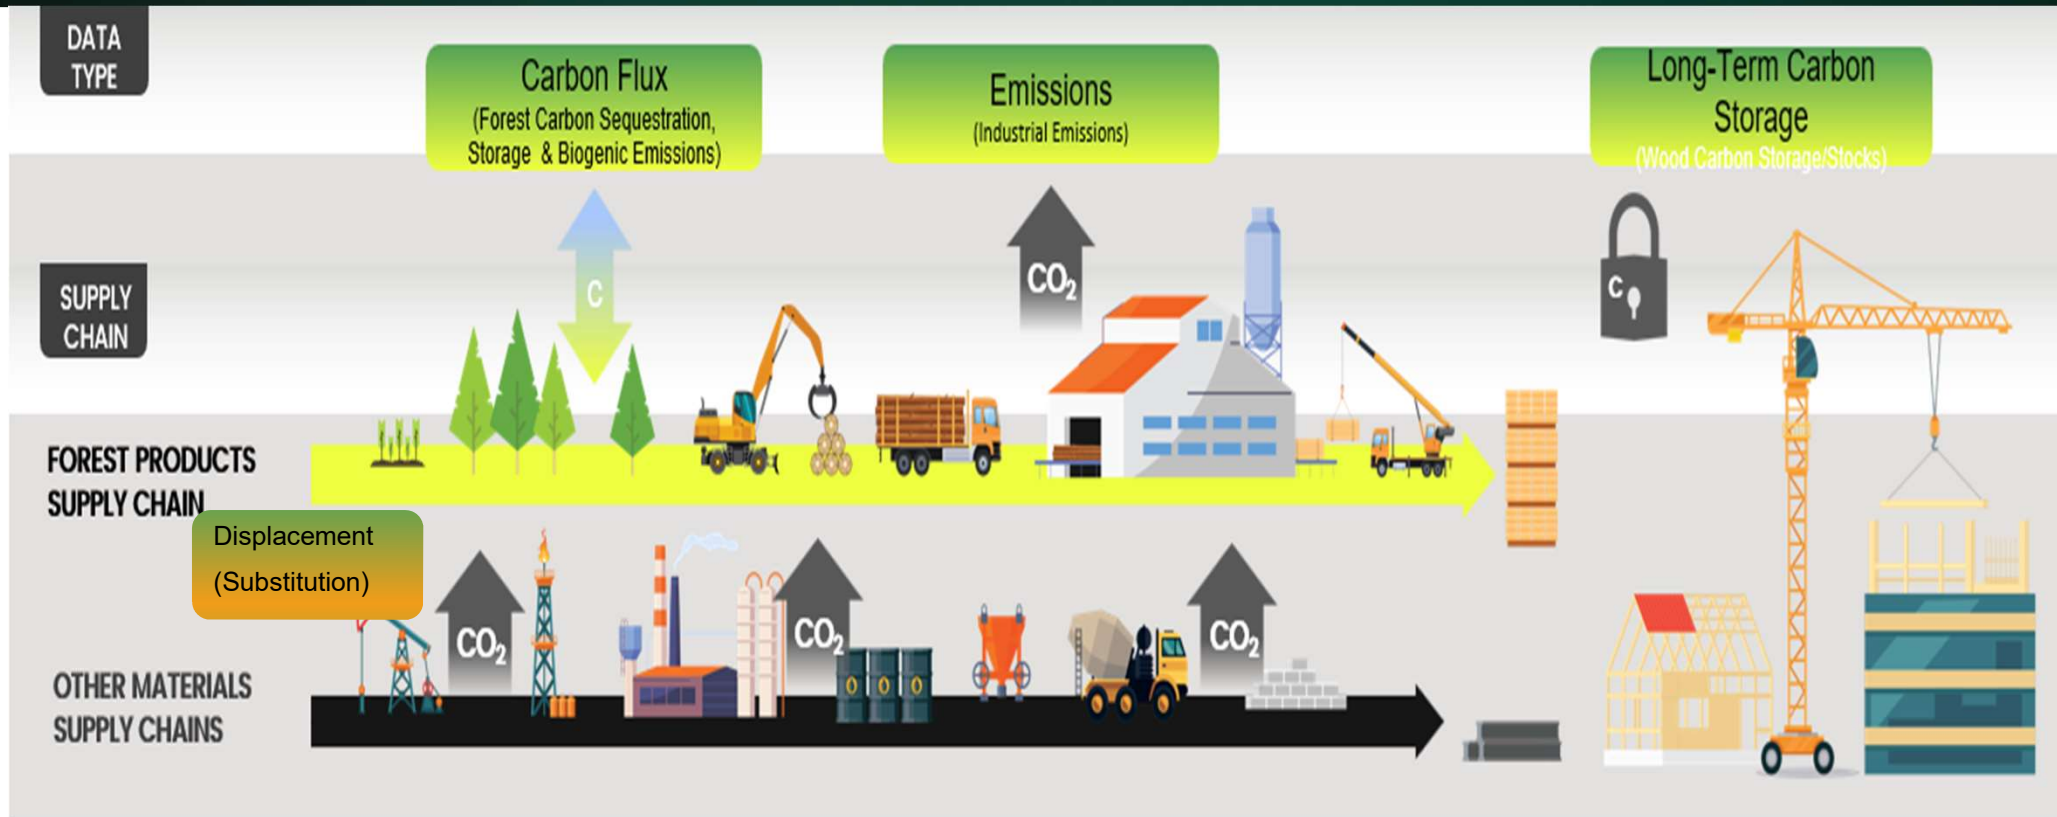 DATA
TYPE
Carbon Flux
(Forest Carbon Sequestration,
Storage & Biogenic Emissions)
Emissions
(Industrial Emissions)
Long-Term Carbon
Storage
(Wood Carbon Storage/Stocks)
SUPPLY
CHAIN
C
CO₂
C
FOREST PRODUCTS
SUPPLY CHAIN
Displacement
(Substitution)
CO₂
CO₂
CO₂
OTHER MATERIALS
SUPPLY CHAINS